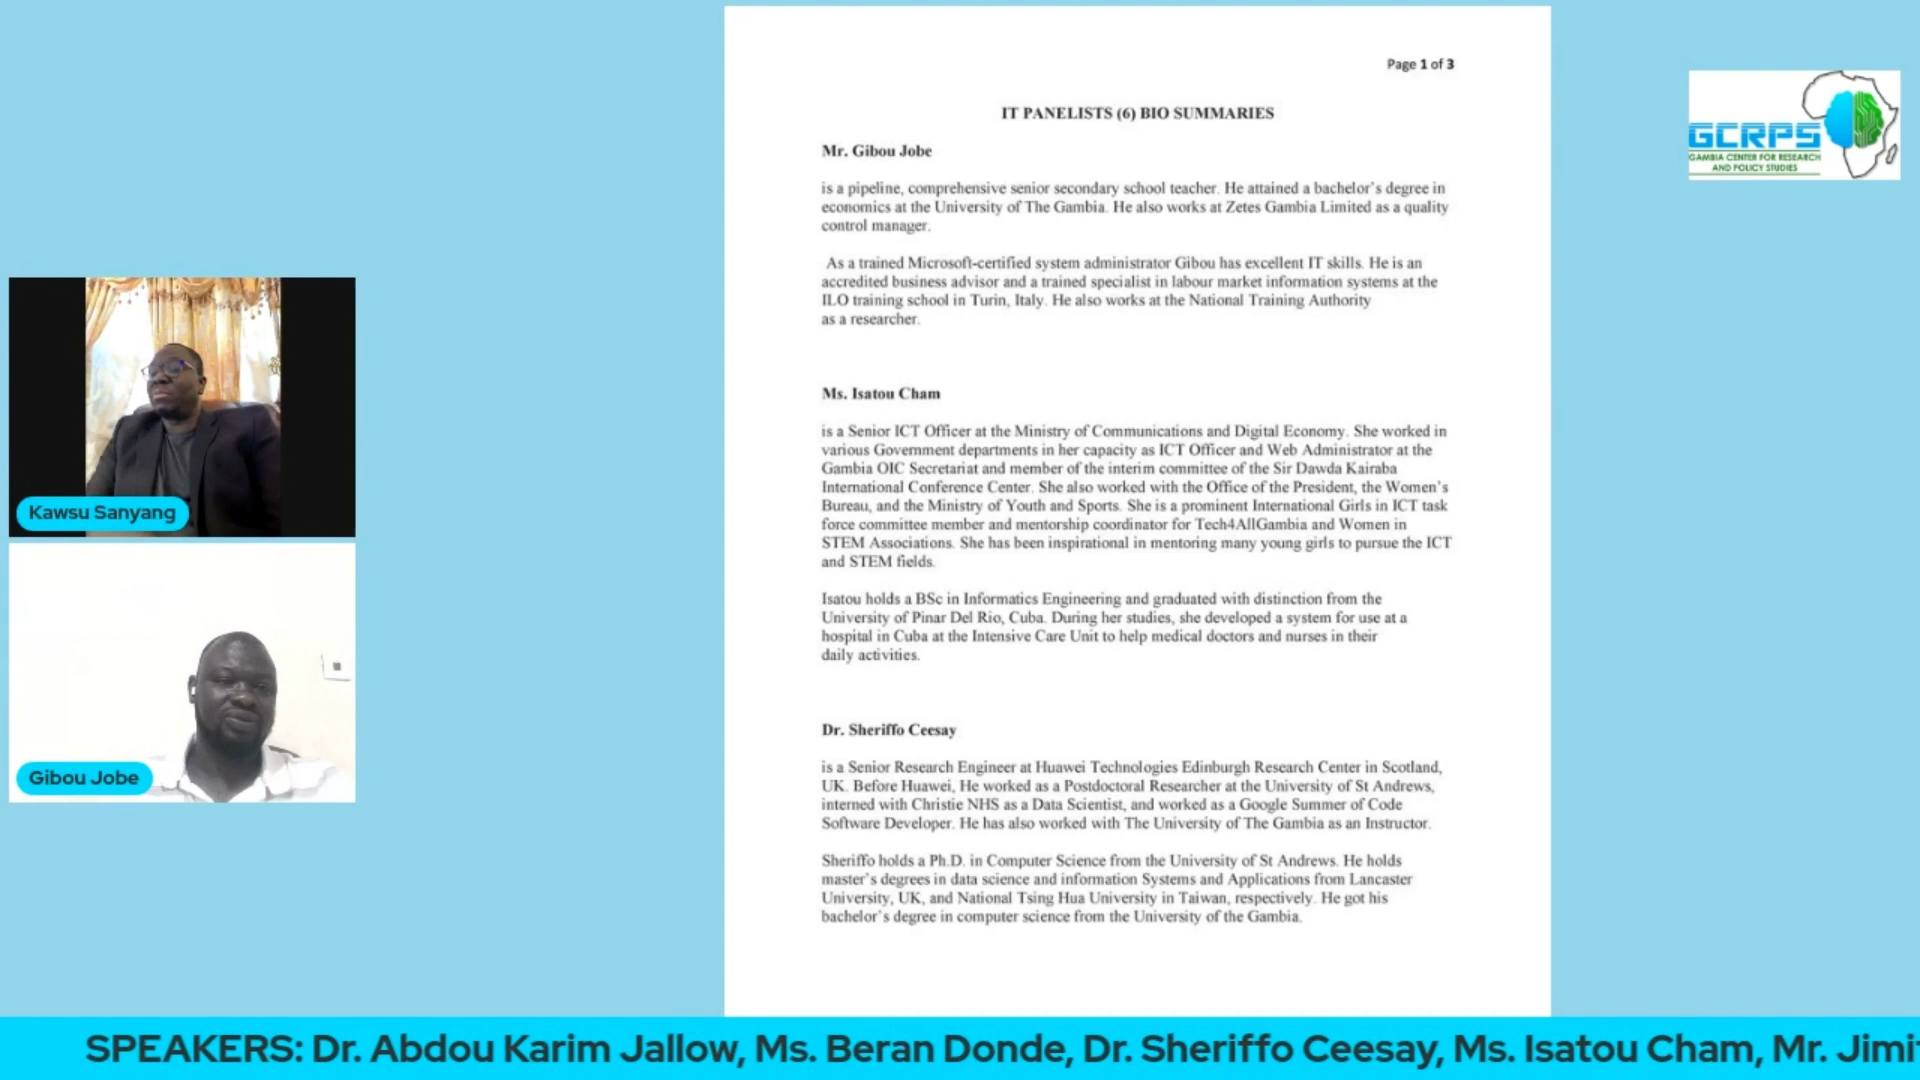 Page 1 of 3
IT PANELISTS (6) BIO SUMMARIES
Mr. Gibou Jobe
is a pipeline, comprehensive senior secondary school teacher. He attained a bachelor's degree in
economics at the University of The Gambia. He also works at Zetes Gambia Limited as a quality
control manager.
As a trained Microsoft-certified system administrator Gibou has excellent IT skills. He is an
accredited business advisor and a trained specialist in labour market information systems at the
ILO training school in Turin, Italy. He also works at the National Training Authority
as a researcher.
Ms. Isatou Cham
is a Senior ICT Officer at the Ministry of Communications and Digital Economy. She worked in
various Government departments in her capacity as ICT Officer and Web Administrator at the
Gambia OIC Secretariat and member of the interim committee of the Sir Dawda Kairaba
International Conference Center. She also worked with the Office of the President, the Women's
Bureau, and the Ministry of Youth and Sports. She is a prominent International Girls in ICT task
force committee member and mentorship coordinator for Tech4AllGambia and Women in
STEM Associations. She has been inspirational in mentoring many young girls to pursue the ICT
and STEM fields.
Isatou holds a BSc in Informatics Engineering and graduated with distinction from the
University of Pinar Del Rio, Cuba. During her studies, she developed a system for use at a
hospital in Cuba at the Intensive Care Unit to help medical doctors and nurses in their
daily activities.
Dr. Sheriffo Ceesay
is a Senior Research Engineer at Huawei Technologies Edinburgh Research Center in Scotland,
UK. Before Huawei, He worked as a Postdoctoral Researcher at the University of St Andrews,
interned with Christie NHS as a Data Scientist, and worked as a Google Summer of Code
Software Developer. He has also worked with The University of The Gambia as an Instructor.
Sheriffo holds a Ph.D. in Computer Science from the University of St Andrews. He holds
master's degrees in data science and information Systems and Applications from Lancaster
University, UK, and National Tsing Hua University in Taiwan, respectively. He got his
bachelor's degree in computer science from the University of the Gambia.
GCRPS
GAMBIA CENTER FOR RESEARCH
AND POLICY STUDIES
Kawsu Sanyang
Gibou Jobe
SPEAKERS: Dr. Abdou Karim Jallow, Ms. Beran Donde, Dr. Sheriffo Ceesay, Ms. Isatou Cham, Mr. Jimi